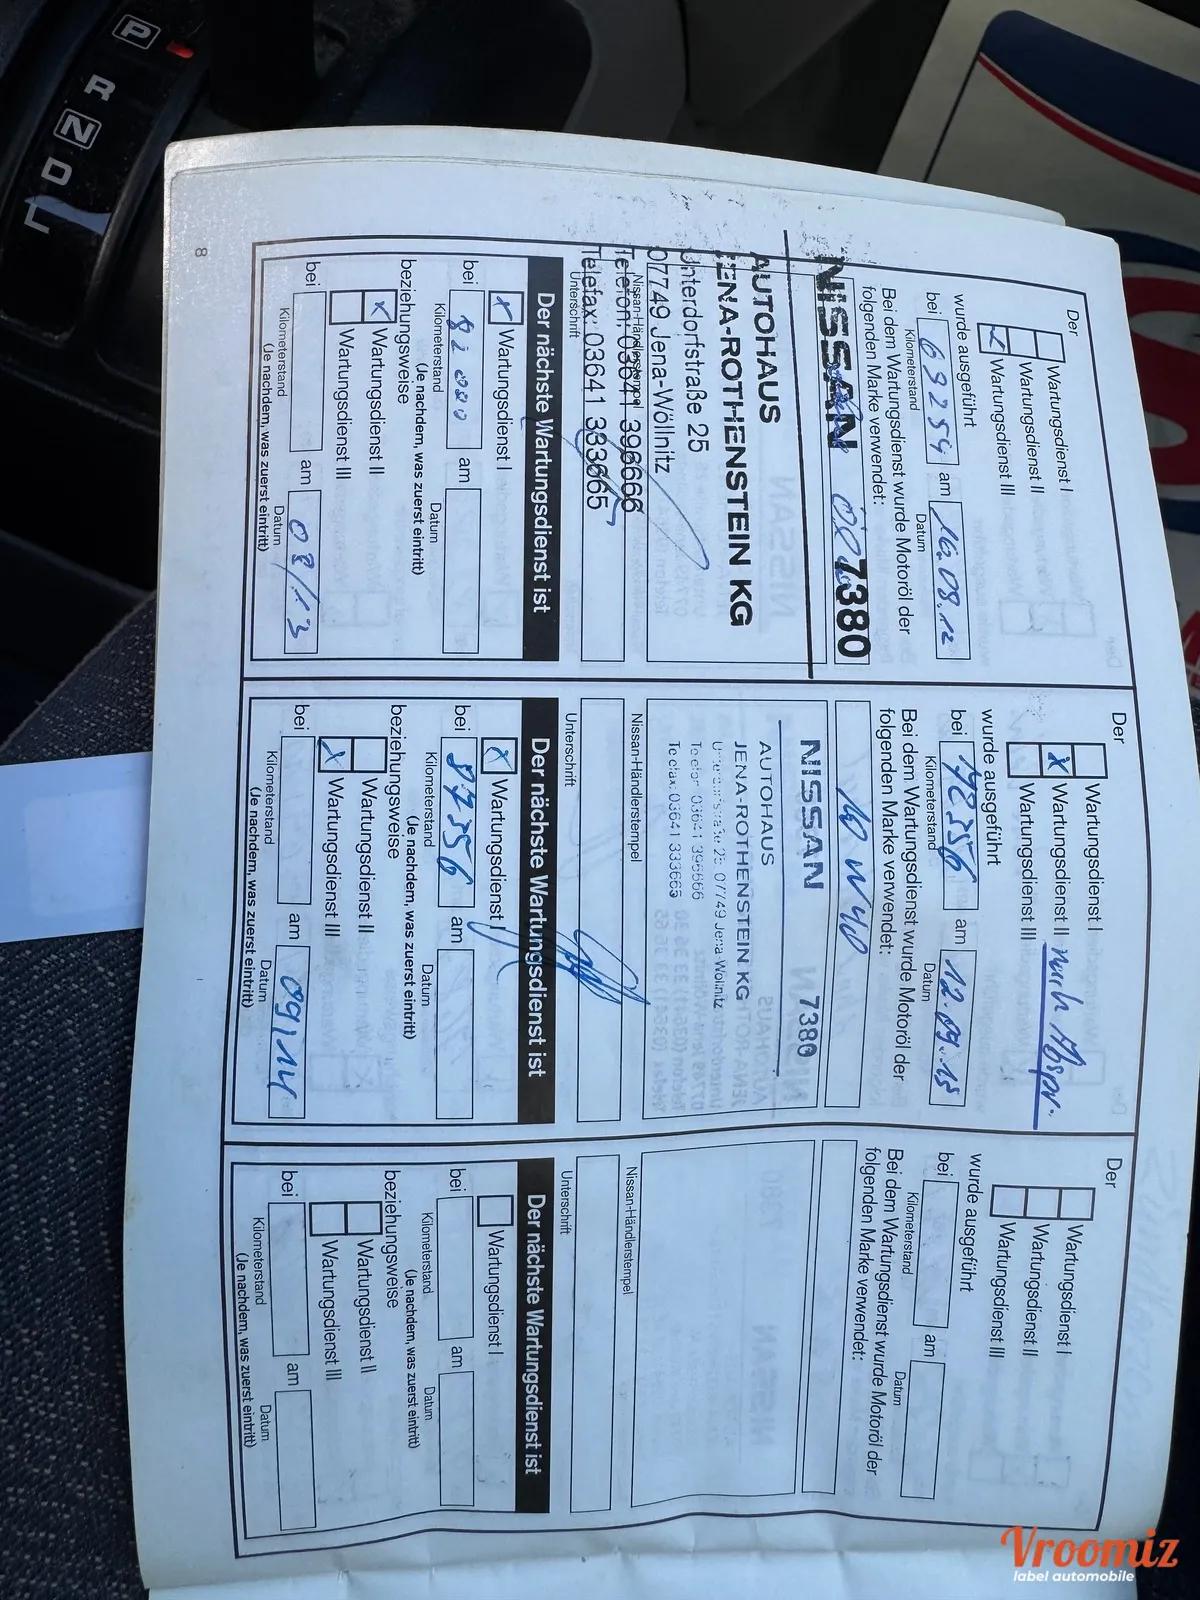 P
R
N
D
L
8
Der
Wartungsdienst I
Wartungsdienst II
x Wartungsdienst III
wurde ausgeführt
bei 69254 am 16.08.12
Kilometerstand Datum
Bei dem Wartungsdienst wurde Motoröl der
folgenden Marke verwendet:
NISSAN 7380
AUTOHAUS
JENA-ROTHENSTEIN KG
Unterdorfstraße 25
07749 Jena-Wöllnitz
Telefon: 03641 396666
Nissan-Händlerstempel
Telefax: 03641 333665
Unterschrift
Der nächste Wartungsdienst ist
x Wartungsdienst I
bei 82000 am
Kilometerstand Datum
(Je nachdem, was zuerst eintritt)
beziehungsweise
x Wartungsdienst II
Wartungsdienst III
bei am 08/13
Kilometerstand Datum
(Je nachdem, was zuerst eintritt)
Der
Wartungsdienst I
x Wartungsdienst II nach Abspr.
Wartungsdienst III
wurde ausgeführt
bei 72356 am 12.09.13
Kilometerstand Datum
Bei dem Wartungsdienst wurde Motoröl der
folgenden Marke verwendet:
10W40
NISSAN 7380
AUTOHAUS
JENA-ROTHENSTEIN KG
Unterdorfstraße 25 07749 Jena-Wöllnitz
Telefon 03641 396666
Telefax: 03641 333665
Nissan-Händlerstempel
Unterschrift
Der nächste Wartungsdienst ist
x Wartungsdienst I
bei 87356 am
Kilometerstand Datum
(Je nachdem, was zuerst eintritt)
beziehungsweise
Wartungsdienst II
x Wartungsdienst III
bei am 09/14
Kilometerstand Datum
(Je nachdem, was zuerst eintritt)
Der
Wartungsdienst I
Wartungsdienst II
Wartungsdienst III
wurde ausgeführt
bei am
Kilometerstand Datum
Bei dem Wartungsdienst wurde Motoröl der
folgenden Marke verwendet:
Nissan-Händlerstempel
Unterschrift
Der nächste Wartungsdienst ist
Wartungsdienst I
bei am
Kilometerstand Datum
(Je nachdem, was zuerst eintritt)
beziehungsweise
Wartungsdienst II
Wartungsdienst III
bei am
Kilometerstand Datum
(Je nachdem, was zuerst eintritt)
Vroomiz
label automobile